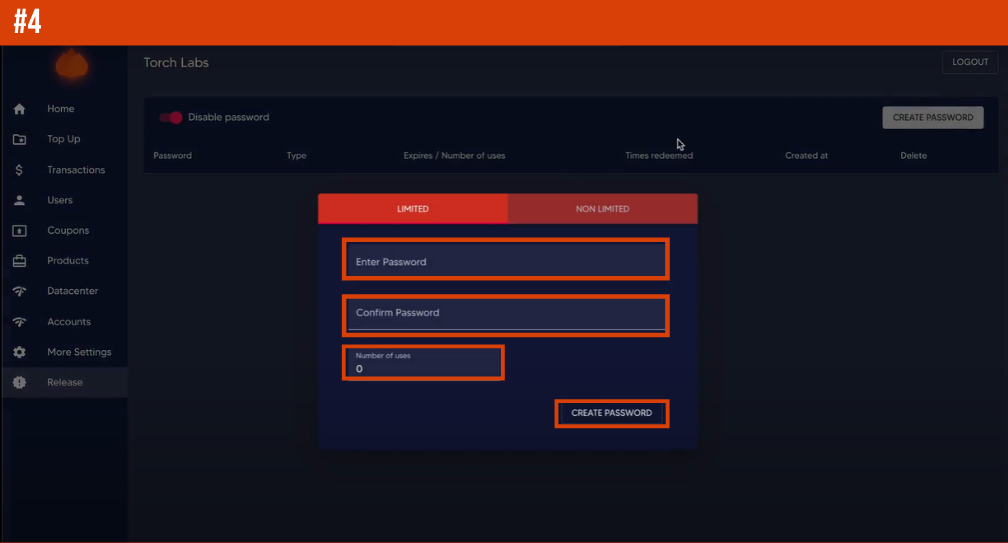 #4
Torch Labs
LOGOUT
Home
Top Up
Transactions
Users
Coupons
Products
Datacenter
Accounts
More Settings
Release
Disable password
CREATE PASSWORD
Password Type Expires / Number of uses Times redeemed Created at Delete
LIMITED NON LIMITED
Enter Password
Confirm Password
Number of uses
0
CREATE PASSWORD